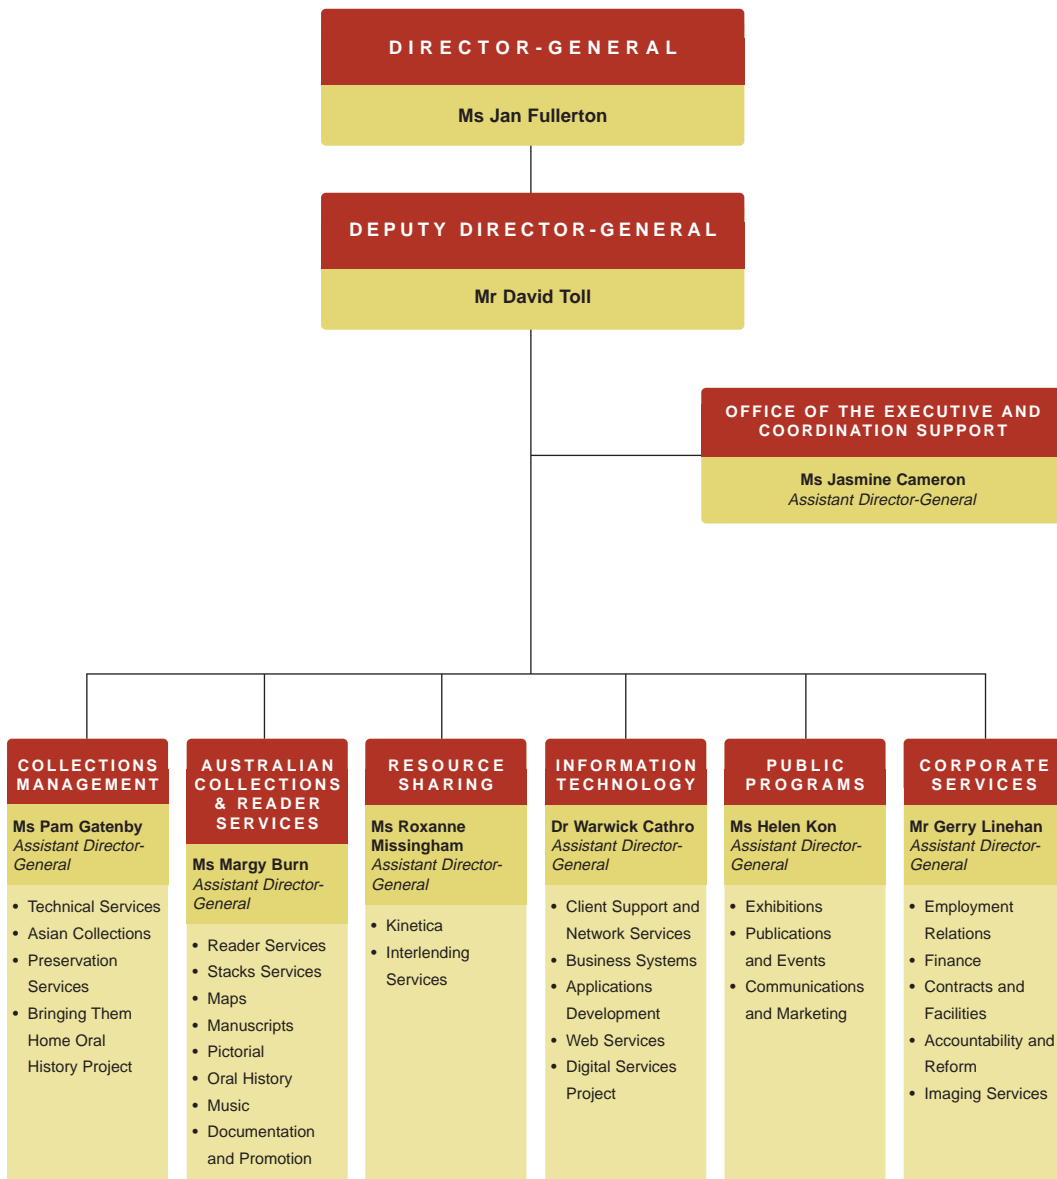 DIRECTOR-GENERAL
Ms Jan Fullerton
DEPUTY DIRECTOR-GENERAL
Mr David Toll
OFFICE OF THE EXECUTIVE AND
COORDINATION SUPPORT
Ms Jasmine Cameron
Assistant Director-General
COLLECTIONS
MANAGEMENT
Ms Pam Gatenby
Assistant Director-
General
• Technical Services
• Asian Collections
• Preservation
Services
• Bringing Them
Home Oral
History Project
AUSTRALIAN
COLLECTIONS
& READER
SERVICES
Ms Margy Burn
Assistant Director-
General
• Reader Services
• Stacks Services
• Maps
• Manuscripts
• Pictorial
• Oral History
• Music
• Documentation
and Promotion
RESOURCE
SHARING
Ms Roxanne
Missingham
Assistant Director-
General
• Kinetica
• Interlending
Services
INFORMATION
TECHNOLOGY
Dr Warwick Cathro
Assistant Director-
General
• Client Support and
Network Services
• Business Systems
• Applications
Development
• Web Services
• Digital Services
Project
PUBLIC
PROGRAMS
Ms Helen Kon
Assistant Director-
General
• Exhibitions
• Publications
and Events
• Communications
and Marketing
CORPORATE
SERVICES
Mr Gerry Linehan
Assistant Director-
General
• Employment
Relations
• Finance
• Contracts and
Facilities
• Accountability and
Reform
• Imaging Services